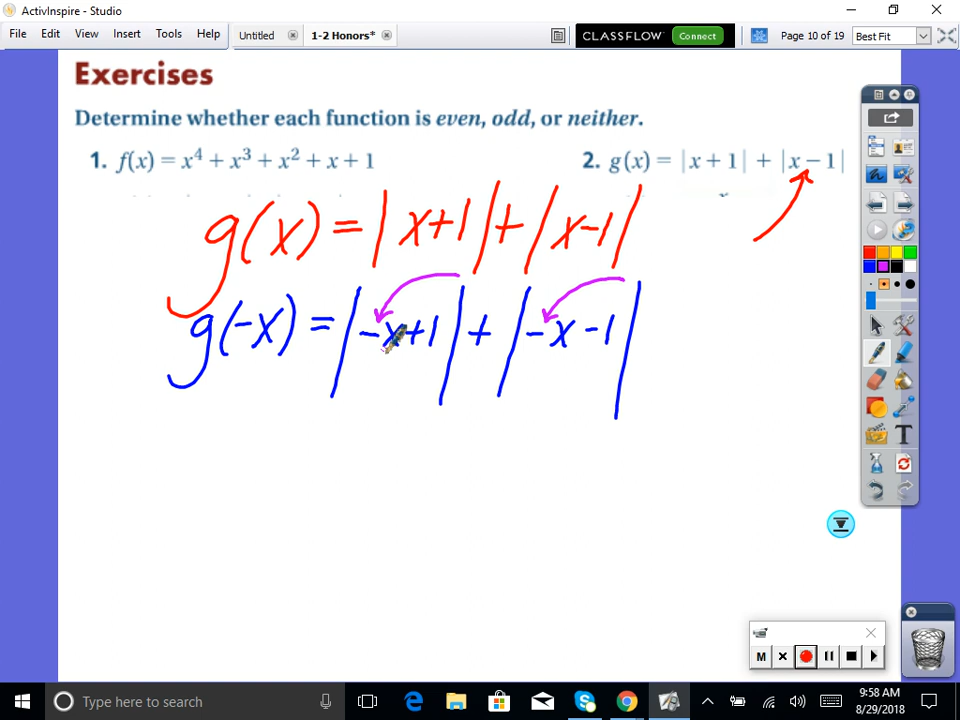 ActivInspire - Studio
File Edit View Insert Tools Help Untitled 1-2 Honors* CLASSFLOW Connect Page 10 of 19 Best Fit
Exercises
Determine whether each function is even, odd, or neither.
1. f(x) = x⁴ + x³ + x² + x + 1 2. g(x) = |x + 1| + |x − 1|
g(x) = |x+1| + |x-1|
g(-x) = |-x+1| + |-x-1|
T
M
Type here to search
9:58 AM
8/29/2018